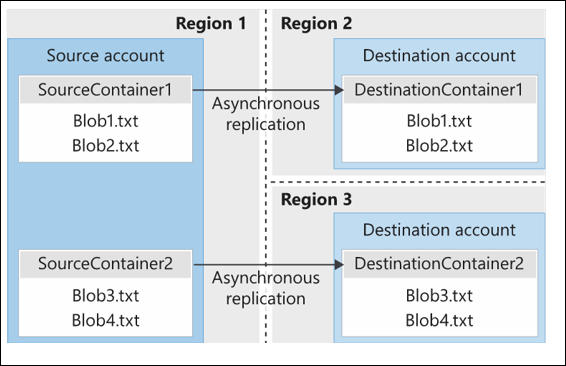 Region 1
Source account
SourceContainer1
Blob1.txt
Blob2.txt
SourceContainer2
Blob3.txt
Blob4.txt
Asynchronous
replication
Asynchronous
replication
Region 2
Destination account
DestinationContainer1
Blob1.txt
Blob2.txt
Region 3
Destination account
DestinationContainer2
Blob3.txt
Blob4.txt